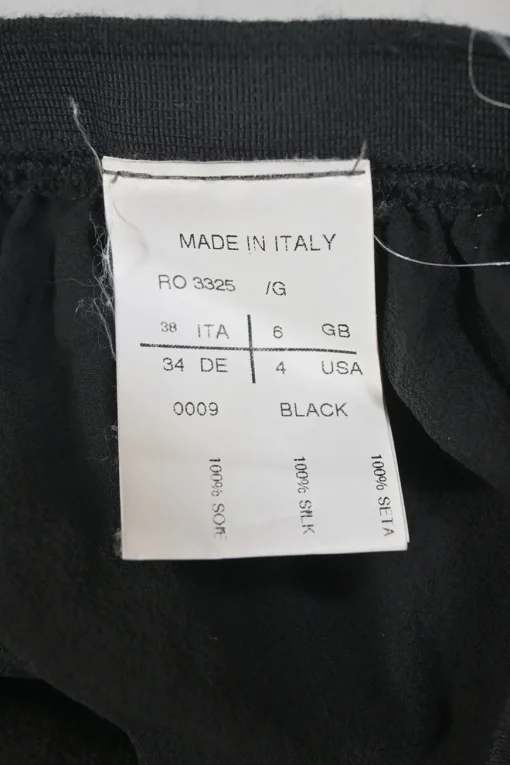 MADE IN ITALY
RO 3325 /G
38 ITA 6 GB
34 DE 4 USA
0009 BLACK
100% SOIE
100% SILK
100% SETA